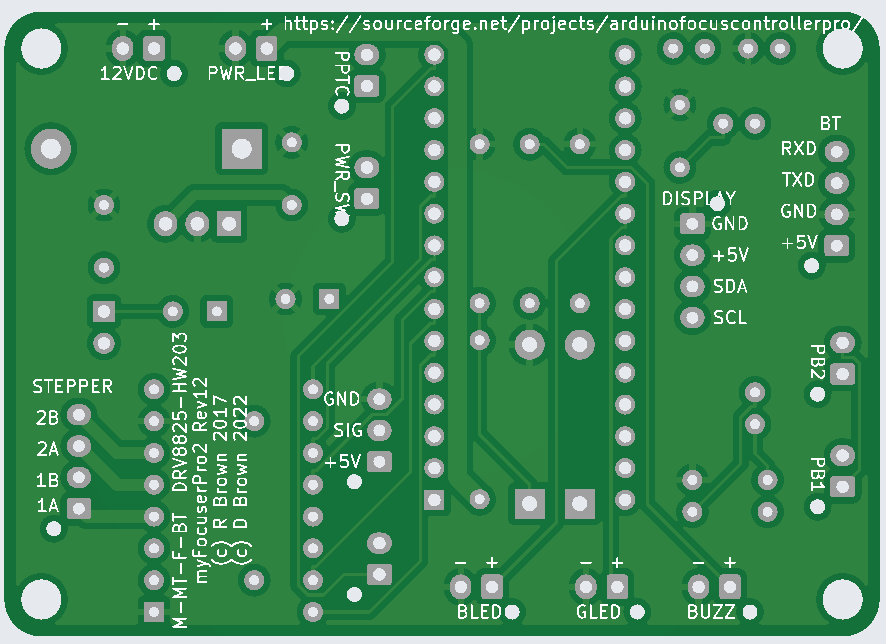 https://sourceforge.net/projects/arduinofocuscontrollerpro/
- +
+
12VDC
PWR_LED
PPTC
PWR_SW
BT
RXD
TXD
GND
+5V
DISPLAY
GND
+5V
SDA
SCL
STEPPER
2B
2A
1B
1A
M-MT-F-BT DRV8825-HW203
myFocuserPro2 Rev12
(c) R Brown 2017
(c) D Brown 2022
GND
SIG
+5V
PB2
PB1
- +
BLED
- +
GLED
- +
BUZZ